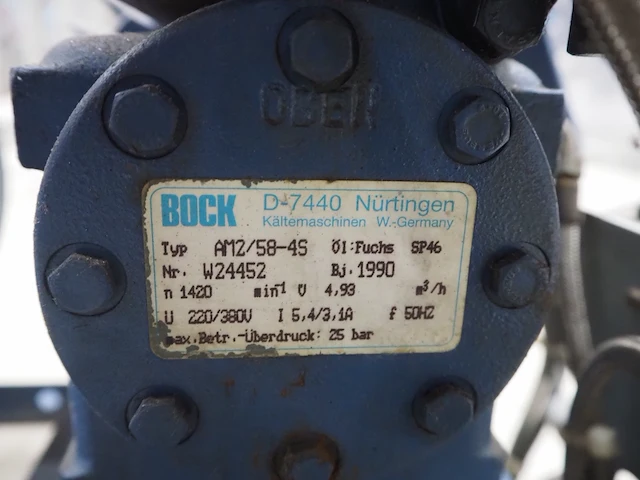 OBEN
BOCK D-7440 Nürtingen
Kältemaschinen W.-Germany
Typ AM2/58-4S Öl:Fuchs SP46
Nr. W24452 Bj. 1990
n 1420 min-1 V 4,93 m³/h
U 220/380V I 5,4/3,1A f 50HZ
max.Betr.-Überdruck: 25 bar